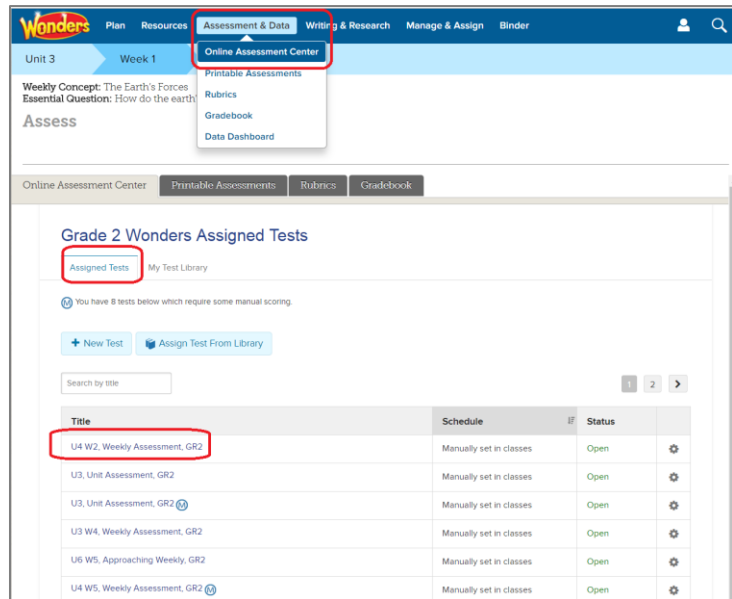 Wonders Plan Resources Assessment & Data Writing & Research Manage & Assign Binder
Unit 3 Week 1
Online Assessment Center
Printable Assessments
Rubrics
Gradebook
Data Dashboard
Weekly Concept: The Earth's Forces
Essential Question: How do the earth'
Assess
Online Assessment Center Printable Assessments Rubrics Gradebook
Grade 2 Wonders Assigned Tests
Assigned Tests My Test Library
M You have 8 tests below which require some manual scoring.
+ New Test Assign Test From Library
Search by title 1 2 >
Title Schedule Status
U4 W2, Weekly Assessment, GR2 Manually set in classes Open
U3, Unit Assessment, GR2 Manually set in classes Open
U3, Unit Assessment, GR2 M Manually set in classes Open
U3 W4, Weekly Assessment, GR2 Manually set in classes Open
U6 W5, Approaching Weekly, GR2 Manually set in classes Open
U4 W5, Weekly Assessment, GR2 M Manually set in classes Open